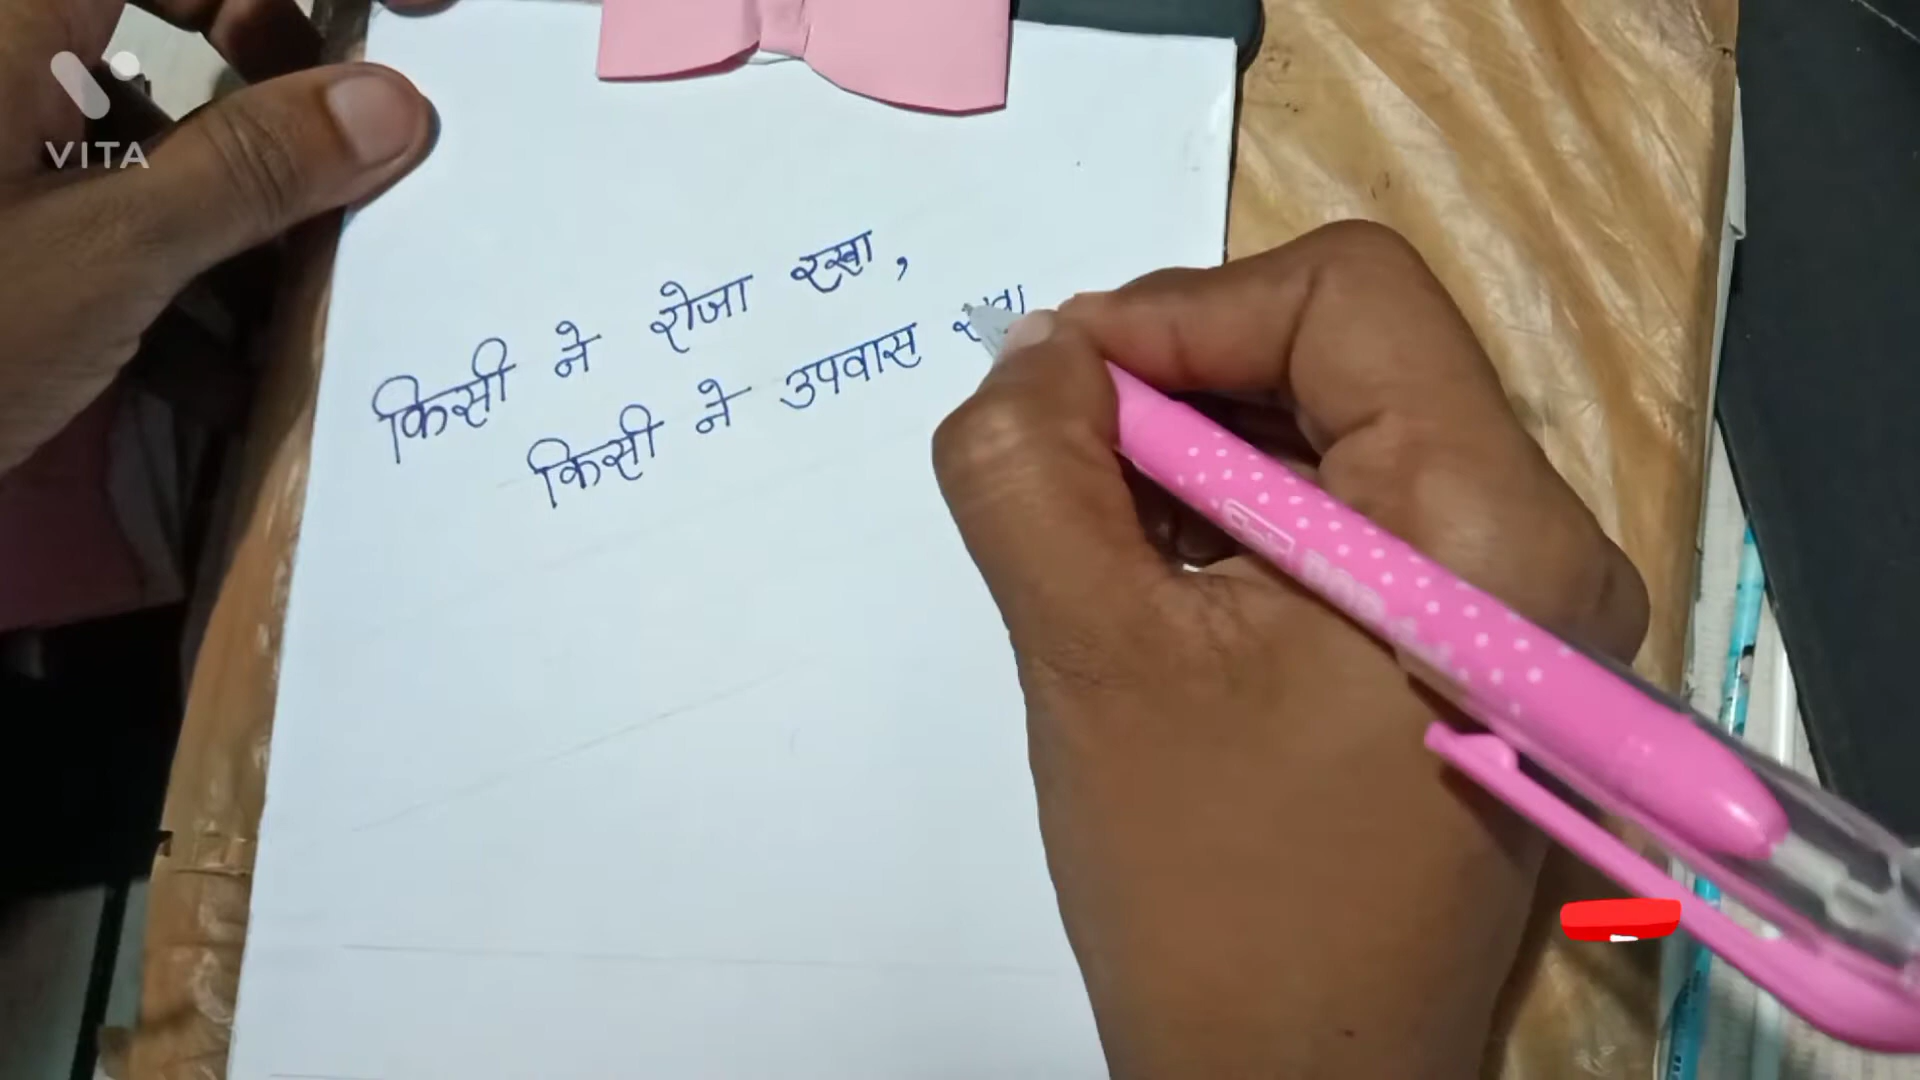 VITA
किसी ने रोजा रखा,
किसी ने उपवास